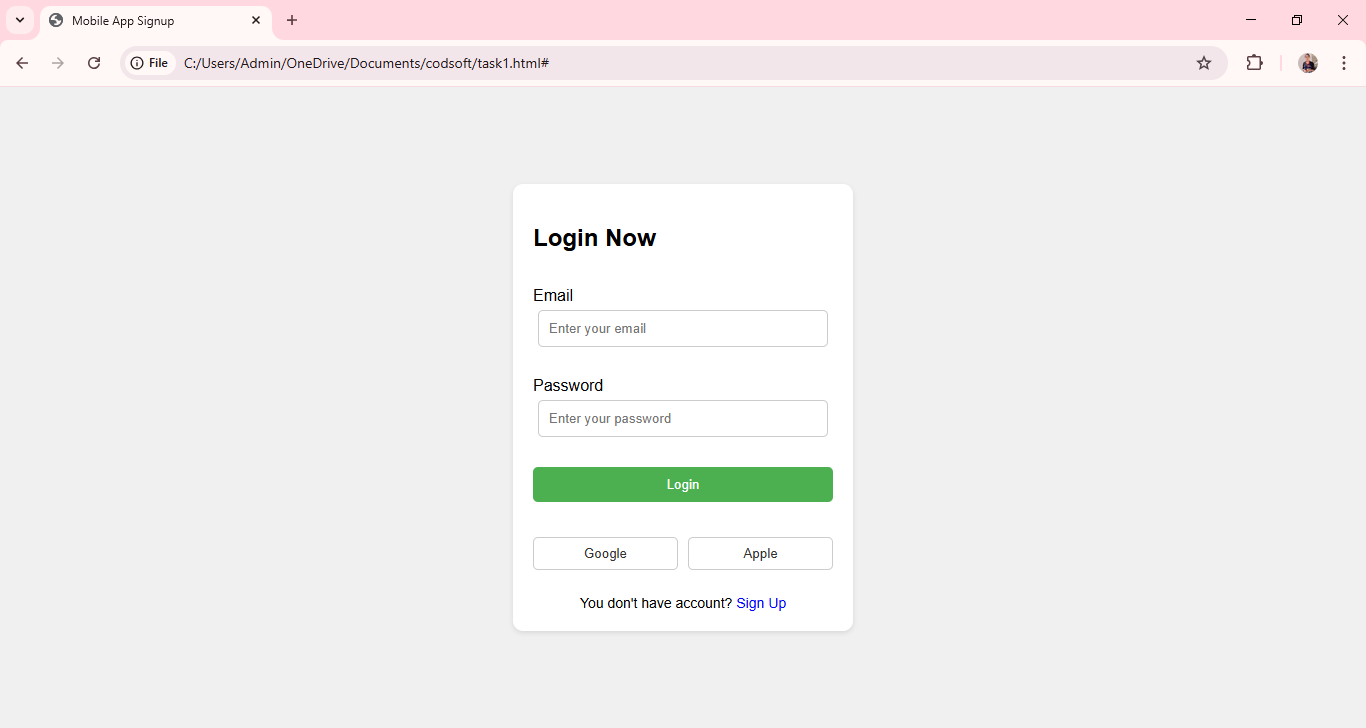 Mobile App Signup
File C:/Users/Admin/OneDrive/Documents/codsoft/task1.html#
Login Now
Email
Enter your email
Password
Enter your password
Login
Google Apple
You don't have account? Sign Up